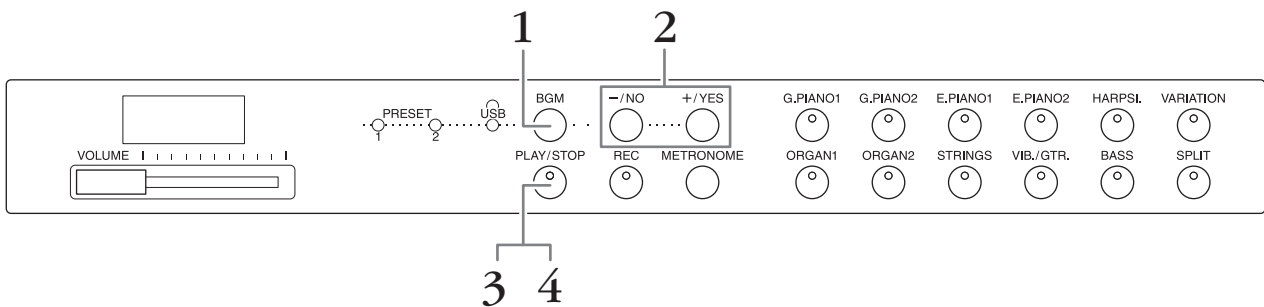 1 2
BGM −/NO +/YES G.PIANO1 G.PIANO2 E.PIANO1 E.PIANO2 HARPSI. VARIATION
PRESET USB
1 2
VOLUME PLAY/STOP REC METRONOME ORGAN1 ORGAN2 STRINGS VIB./GTR. BASS SPLIT
3 4